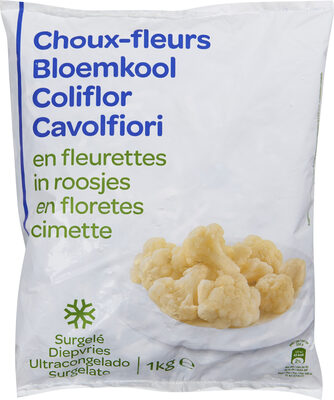 Choux-fleurs
Bloemkool
Coliflor
Cavolfiori
en fleurettes
in roosjes
en floretes
cimette
Surgelé
Diepvries
Ultracongelado
Surgelato
1kg e